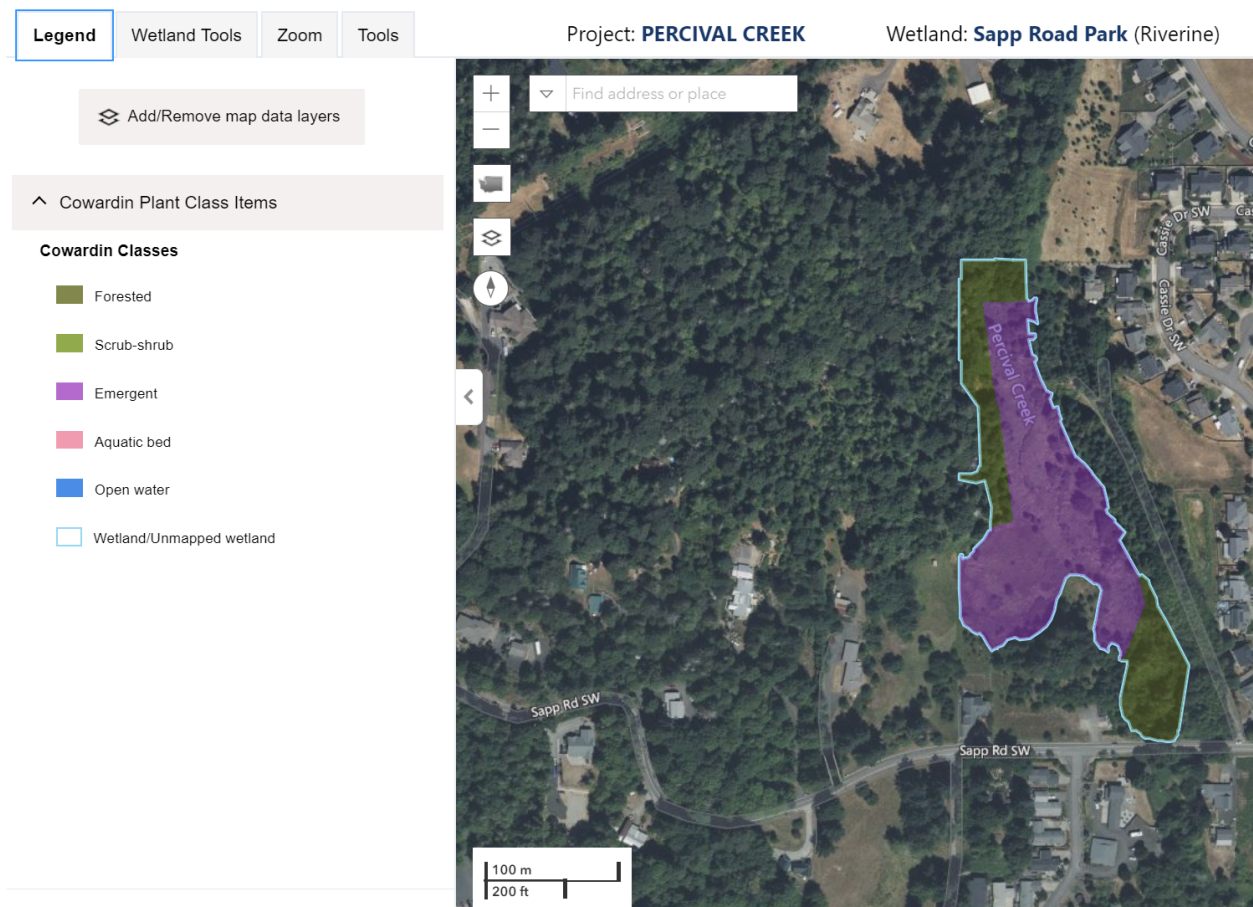 Legend
Wetland Tools
Zoom
Tools
Project: PERCIVAL CREEK
Wetland: Sapp Road Park (Riverine)
Add/Remove map data layers
Cowardin Plant Class Items
Cowardin Classes
Forested
Scrub-shrub
Emergent
Aquatic bed
Open water
Wetland/Unmapped wetland
Find address or place
Cassie Dr SW
Cas
Cassie Dr SW
Percival Creek
Sapp Rd SW
Sapp Rd SW
100 m
200 ft